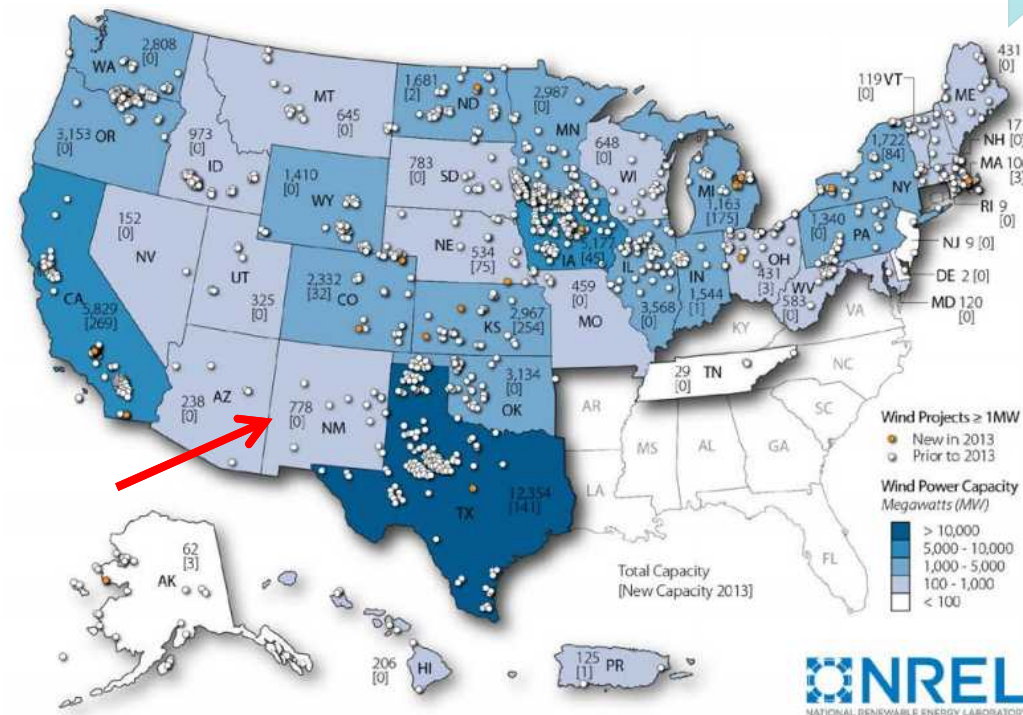 2,808
[0]
WA
3,153 OR
[0]
973
[0]
ID
MT
645
[0]
1,681
[2]
ND
2,987
[0]
MN
648
[0]
WI
783
[0]
SD
1,410
[0]
WY
152
[0]
NV
UT
325
[0]
CA
5,829
[269]
2,332
[32] CO
NE
534
[75]
IA
5,177
[45]
IL
3,568
[0]
IN
1,544
[1]
MI
1,163
[175]
OH
431
[3]
WV
583
[0]
1,340
[0]
PA
1,722
[84]
NY
119 VT
[0]
ME
431
[0]
17
[0]
NH
MA
[3]
RI 9
[0]
NJ 9 [0]
DE 2 [0]
MD 120
[0]
VA
KY
NC
29
[0]
TN
SC
AR
MS
AL
GA
LA
FL
KS
2,967
[254]
459
[0]
MO
3,134
[0]
OK
238
[0]
AZ
778
[0]
NM
12,354
[141]
TX
62
[3]
AK
206
[0]
HI
125
[1]
PR
Total Capacity
[New Capacity 2013]
Wind Projects ≥ 1MW
New in 2013
Prior to 2013
Wind Power Capacity
Megawatts (MW)
> 10,000
5,000 - 10,000
1,000 - 5,000
100 - 1,000
< 100
NREL
NATIONAL RENEWABLE ENERGY LABORATORY